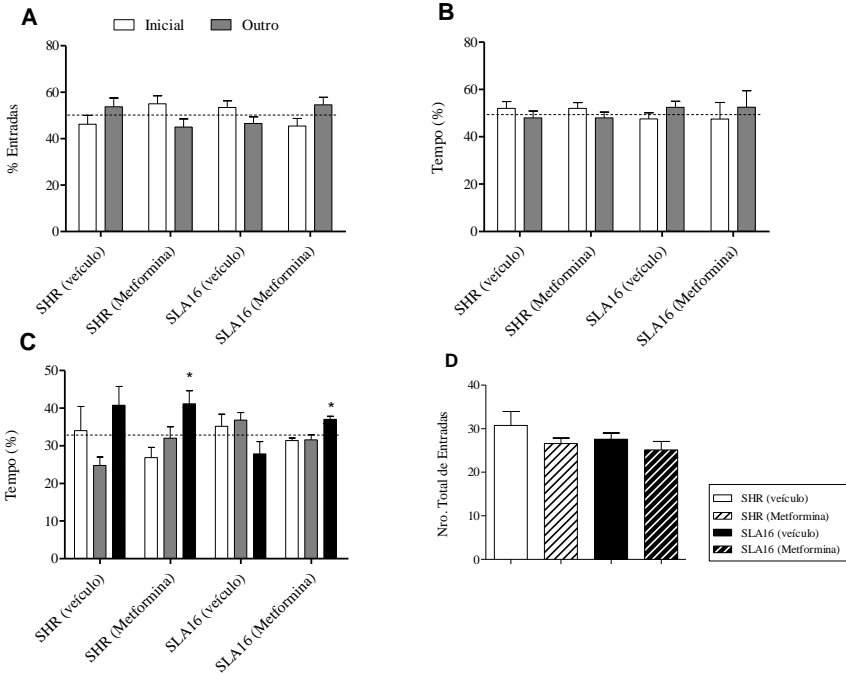 A
Inicial
Outro
% Entradas
80
60
40
20
0
SHR (veículo)
SHR (Metformina)
SLA16 (veículo)
SLA16 (Metformina)
B
Tempo (%)
80
60
40
20
0
SHR (veículo)
SHR (Metformina)
SLA16 (veículo)
SLA16 (Metformina)
C
Tempo (%)
50
40
30
20
10
0
*
*
SHR (veículo)
SHR (Metformina)
SLA16 (veículo)
SLA16 (Metformina)
D
Nro. Total de Entradas
40
30
20
10
0
SHR (veículo)
SHR (Metformina)
SLA16 (veículo)
SLA16 (Metformina)